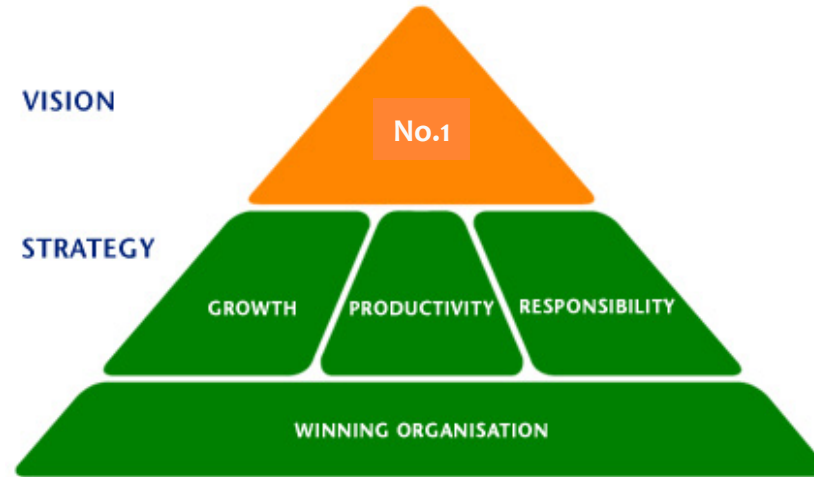 VISION
No.1
STRATEGY
GROWTH PRODUCTIVITY RESPONSIBILITY
WINNING ORGANISATION